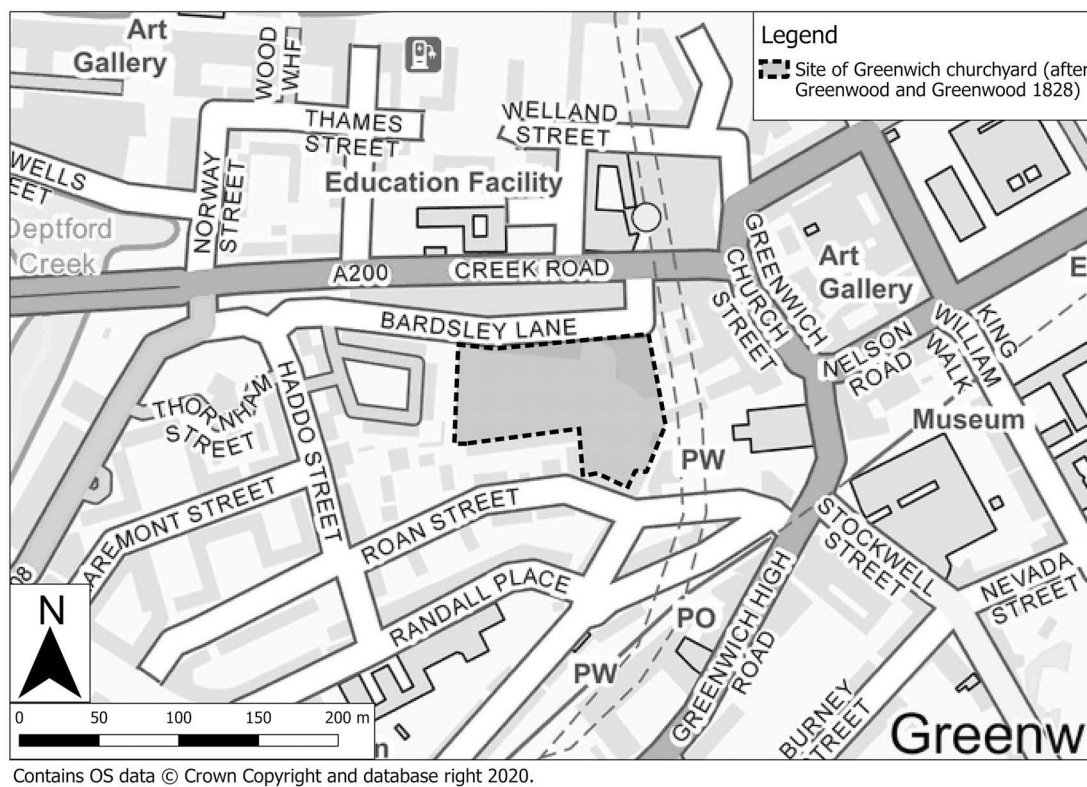 Art
Gallery
WOOD
WHF
THAMES
STREET
WELLAND
STREET
Legend
Site of Greenwich churchyard (after
Greenwood and Greenwood 1828)
WELLS
EET
NORWAY
STREET
Education Facility
Deptford
Creek
A200
CREEK ROAD
GREENWICH
CHURCH
STREET
Art
Gallery
E
BARDSLEY LANE
NELSON
ROAD
KING
WILLIAM
WALK
HADDO STREET
THORNHAM
STREET
Museum
PW
AREMONT STREET
ROAN STREET
STOCKWELL
STREET
NEVADA
STREET
RANDALL PLACE
PO
PW
GREENWICH HIGH
ROAD
BURNEY
STREET
Greenw
N
0 50 100 150 200 m
Contains OS data © Crown Copyright and database right 2020.